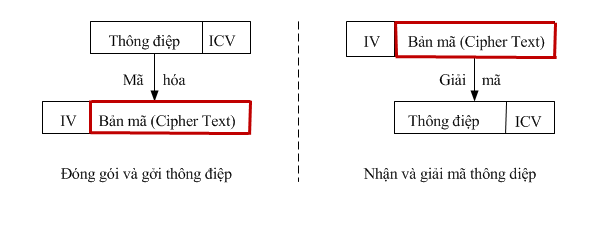 Thông điệp ICV
Mã hóa
IV Bản mã (Cipher Text)
Đóng gói và gởi thông điệp
IV Bản mã (Cipher Text)
Giải mã
Thông điệp ICV
Nhận và giải mã thông diệp